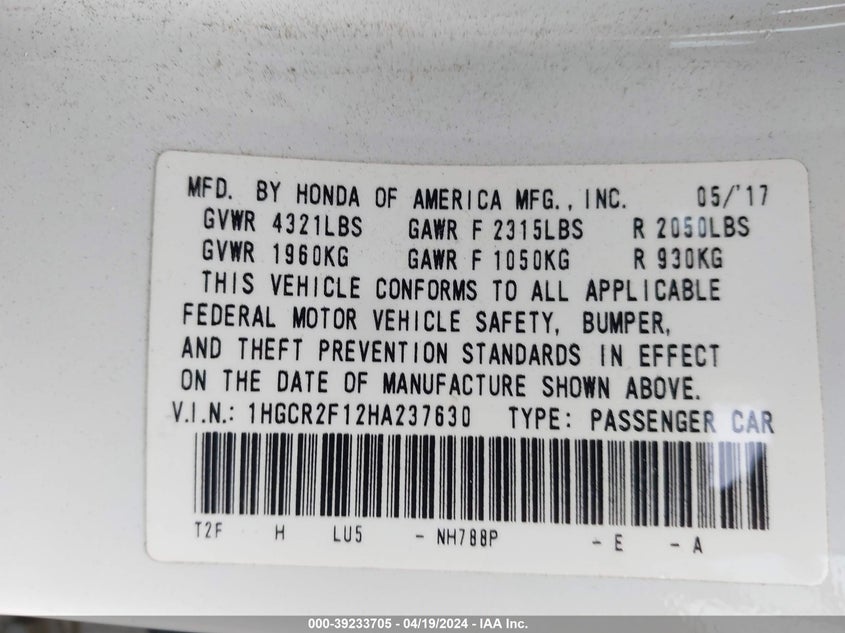 MFD. BY HONDA OF AMERICA MFG., INC. 05/'17
GVWR 4321LBS GAWR F 2315LBS R 2050LBS
GVWR 1960KG GAWR F 1050KG R 930KG
THIS VEHICLE CONFORMS TO ALL APPLICABLE
FEDERAL MOTOR VEHICLE SAFETY, BUMPER,
AND THEFT PREVENTION STANDARDS IN EFFECT
ON THE DATE OF MANUFACTURE SHOWN ABOVE.
V.I.N.: 1HGCR2F12HA237630 TYPE: PASSENGER CAR
T2F H LU5 - NH788P - E - A
000-39233705 - 04/19/2024 - IAA Inc.